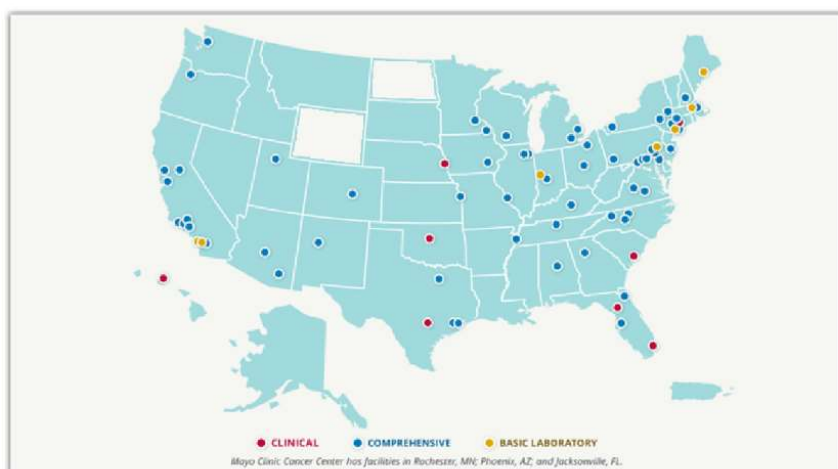 CLINICAL COMPREHENSIVE BASIC LABORATORY
Mayo Clinic Cancer Center has facilities in Rochester, MN; Phoenix, AZ; and Jacksonville, FL.